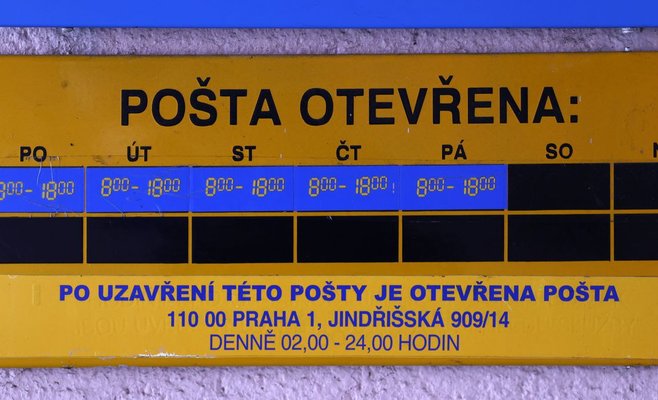 POŠTA OTEVŘENA:
PO ÚT ST ČT PÁ SO
800-1800 800-1800 800-1800 800-1800 800-1800
PO UZAVŘENÍ TÉTO POŠTY JE OTEVŘENA POŠTA
110 00 PRAHA 1, JINDŘIŠSKÁ 909/14
DENNĚ 02,00 - 24,00 HODIN